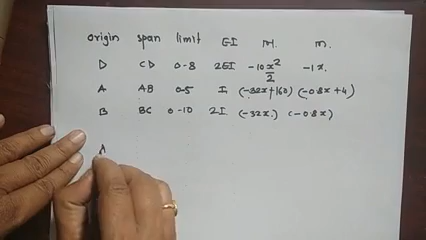 origin span limit EI M. m.
D CD 0-8 2EI -10x²/2 -1x.
A AB 0-5 I. (-32x+160) (-0.8x+4)
B BC 0-10 2I. (-32x.) (-0.8x)
A